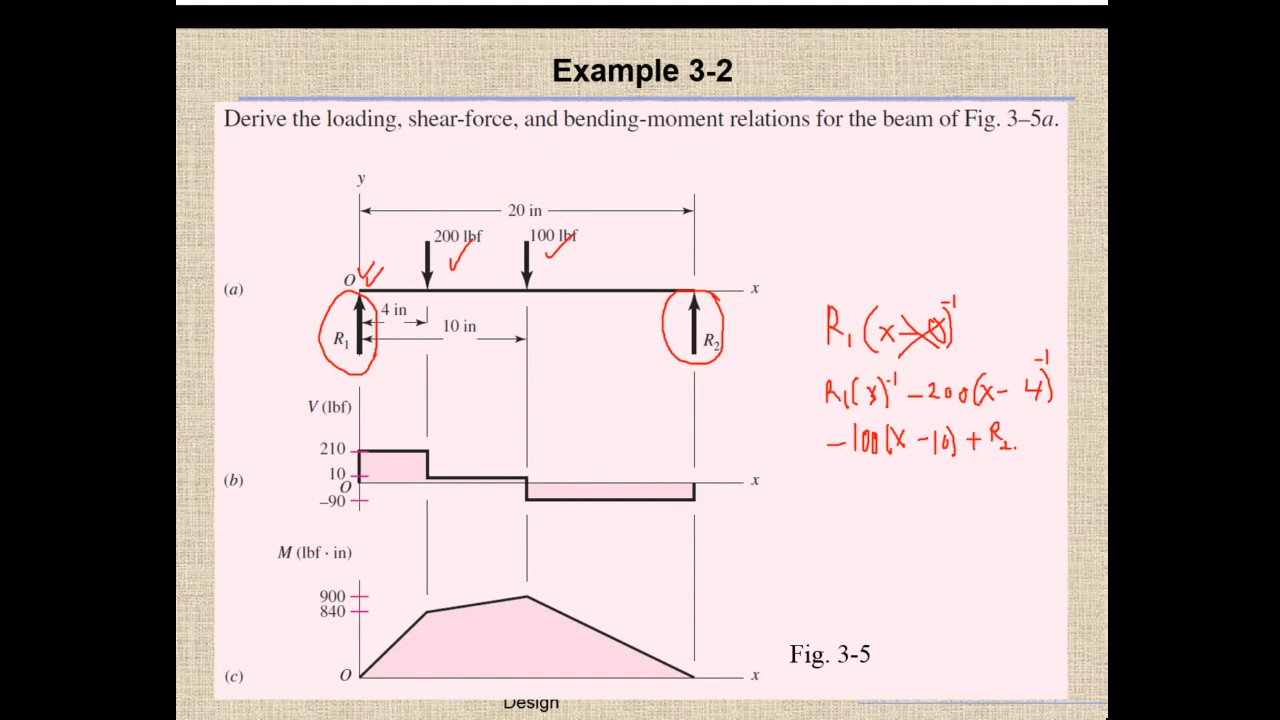 Example 3-2
Derive the loading, shear-force, and bending-moment relations for the beam of Fig. 3–5a.
y
20 in
200 lbf
100 lbf
O
(a)
x
4 in
10 in
R1
R2
R1 (x-0)^-1
R1(x)^-1 -200(x- 4)^-1
-100(x -10) + R2.
V (lbf)
210
10
O
–90
(b)
x
M (lbf · in)
900
840
Fig. 3-5
(c)
O
x
Design